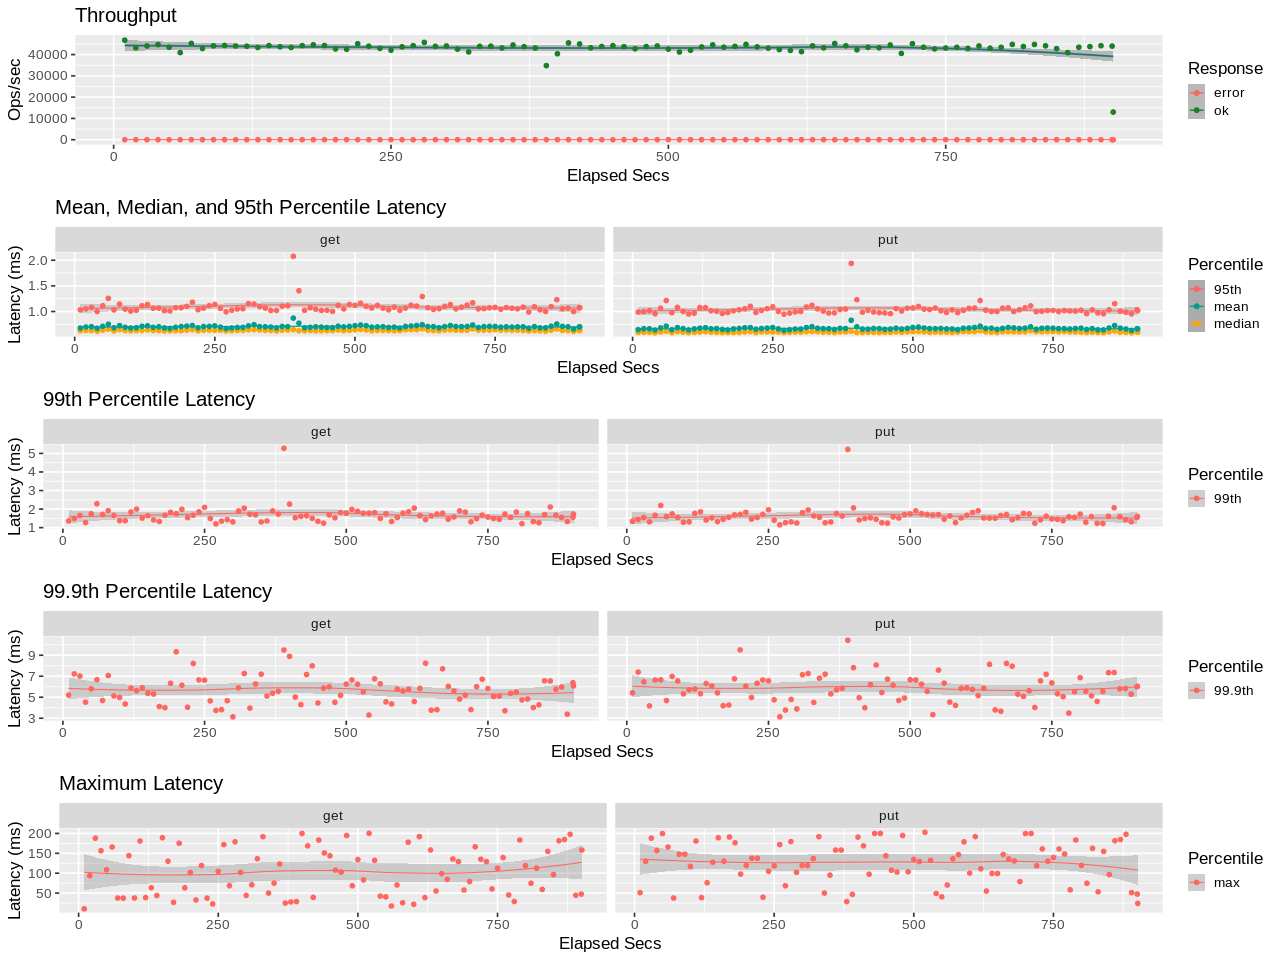 Throughput
Ops/sec
40000
30000
20000
10000
0
0 250 500 750
Elapsed Secs
Response
error
ok
Mean, Median, and 95th Percentile Latency
get put
Latency (ms)
2.0
1.5
1.0
0 250 500 750 0 250 500 750
Elapsed Secs
Percentile
95th
mean
median
99th Percentile Latency
get put
Latency (ms)
5
4
3
2
1
0 250 500 750 0 250 500 750
Elapsed Secs
Percentile
99th
99.9th Percentile Latency
get put
Latency (ms)
9
7
5
3
0 250 500 750 0 250 500 750
Elapsed Secs
Percentile
99.9th
Maximum Latency
get put
Latency (ms)
200
150
100
50
0 250 500 750 0 250 500 750
Elapsed Secs
Percentile
max